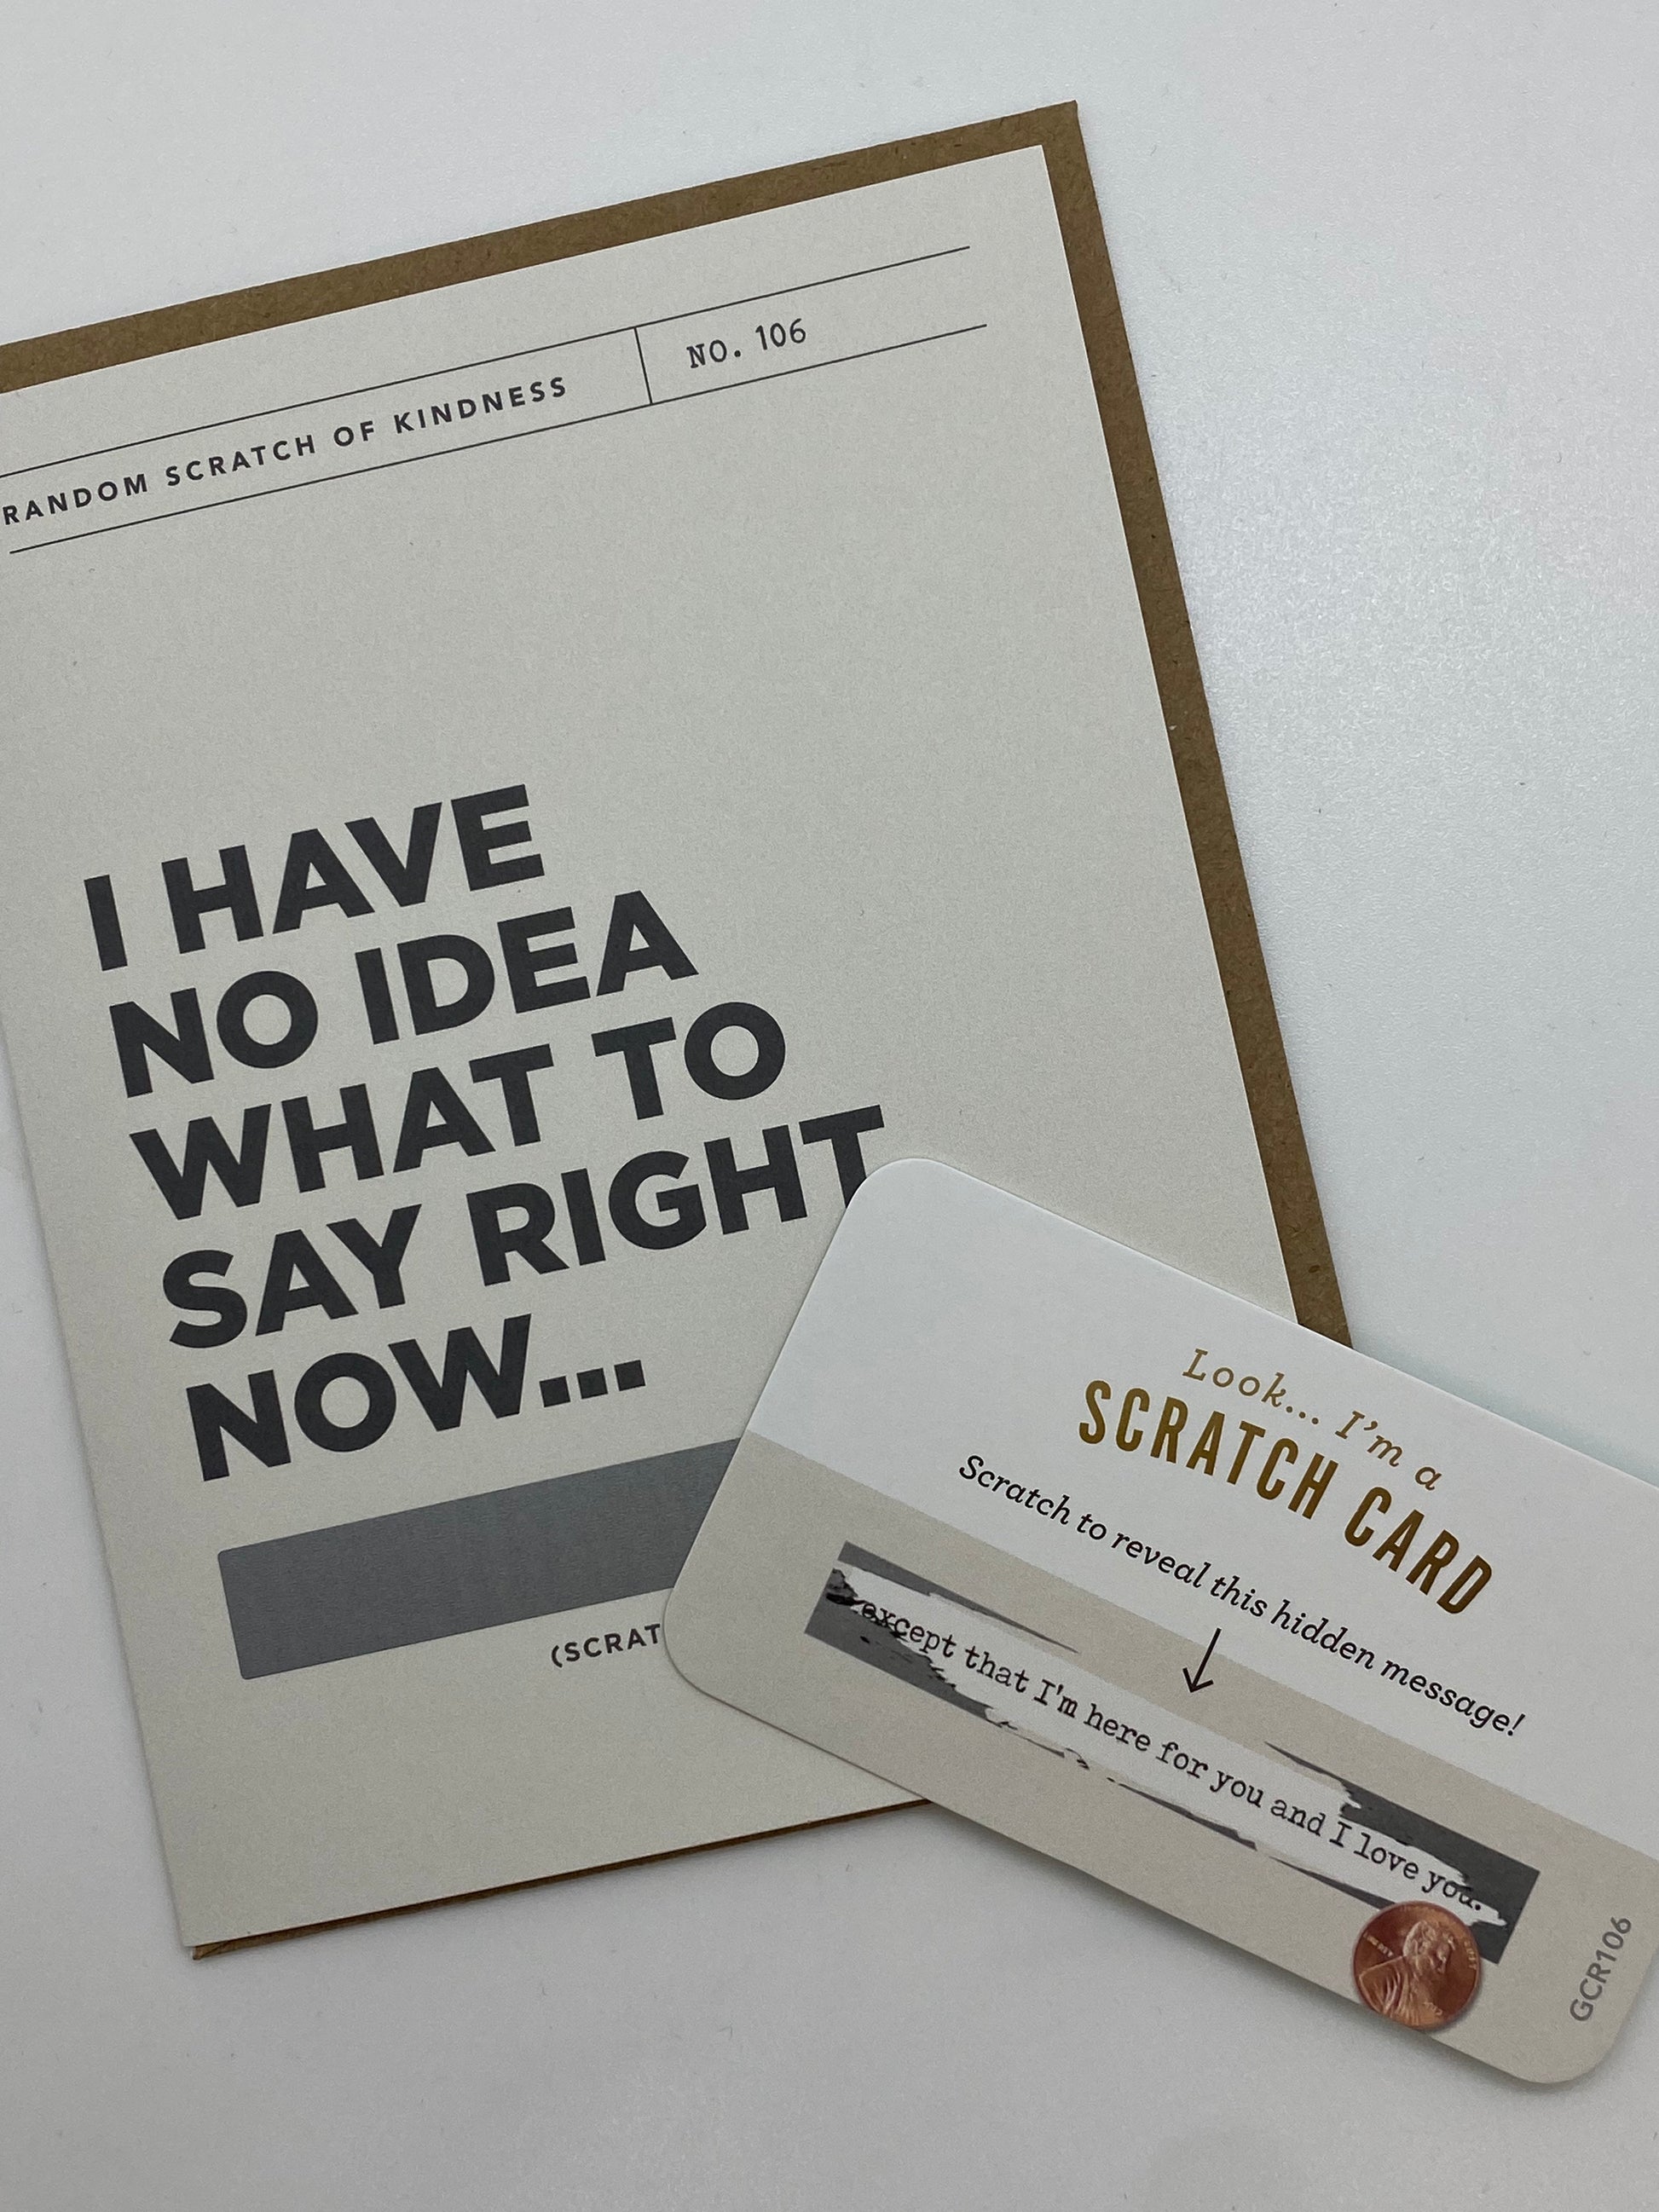 RANDOM SCRATCH OF KINDNESS
NO. 106
I HAVE
NO IDEA
WHAT TO
SAY RIGHT
NOW...
(SCRAT
Look... I'm a
SCRATCH CARD
Scratch to reveal this hidden message!
except that I'm here for you and I love you.
GCR106